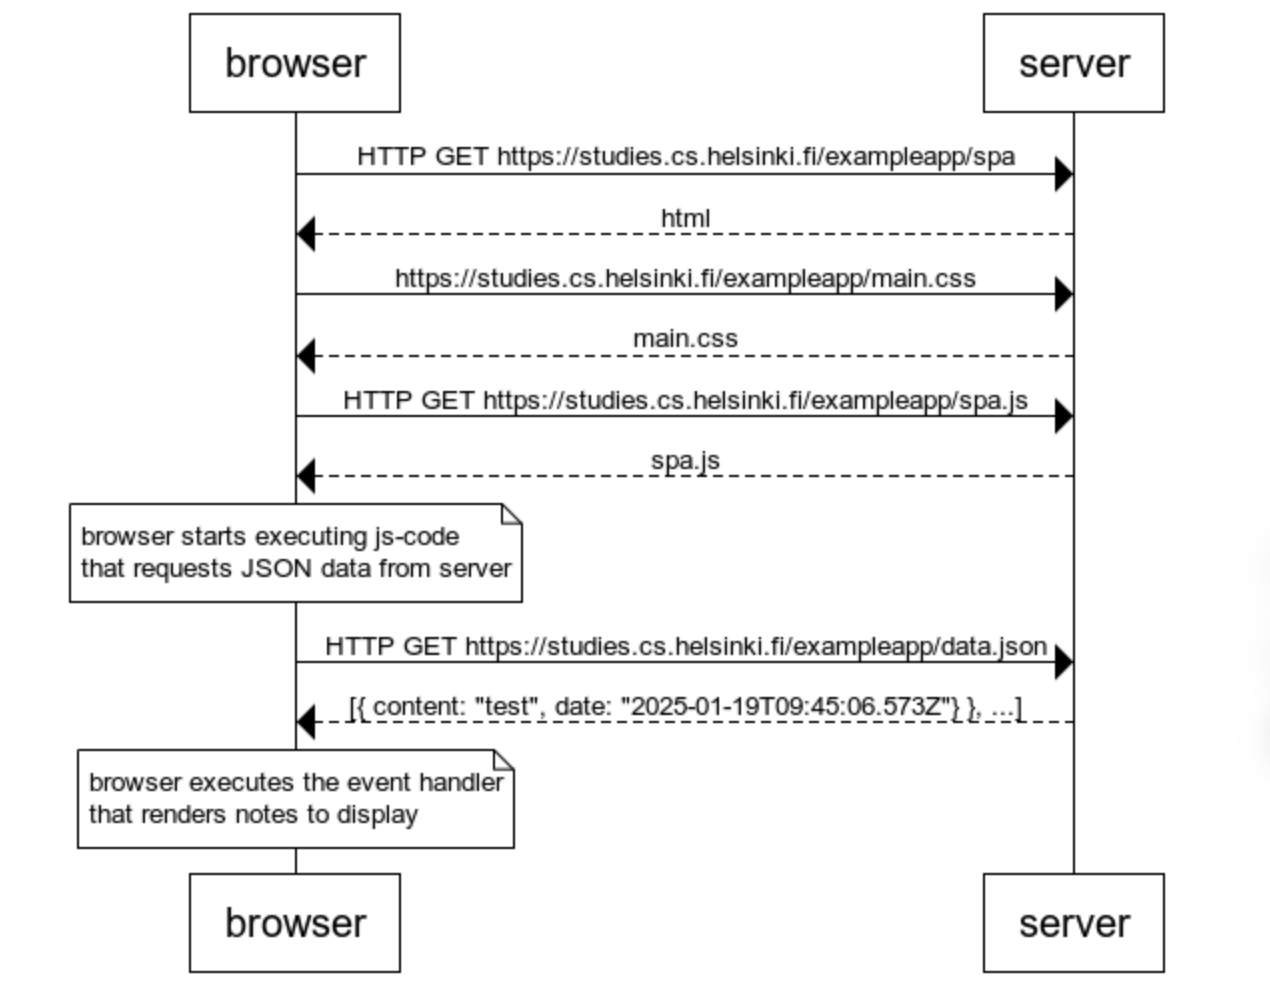 browser
server
HTTP GET https://studies.cs.helsinki.fi/exampleapp/spa
html
https://studies.cs.helsinki.fi/exampleapp/main.css
main.css
HTTP GET https://studies.cs.helsinki.fi/exampleapp/spa.js
spa.js
browser starts executing js-code
that requests JSON data from server
HTTP GET https://studies.cs.helsinki.fi/exampleapp/data.json
[{ content: "test", date: "2025-01-19T09:45:06.573Z"} }, ...]
browser executes the event handler
that renders notes to display
browser
server